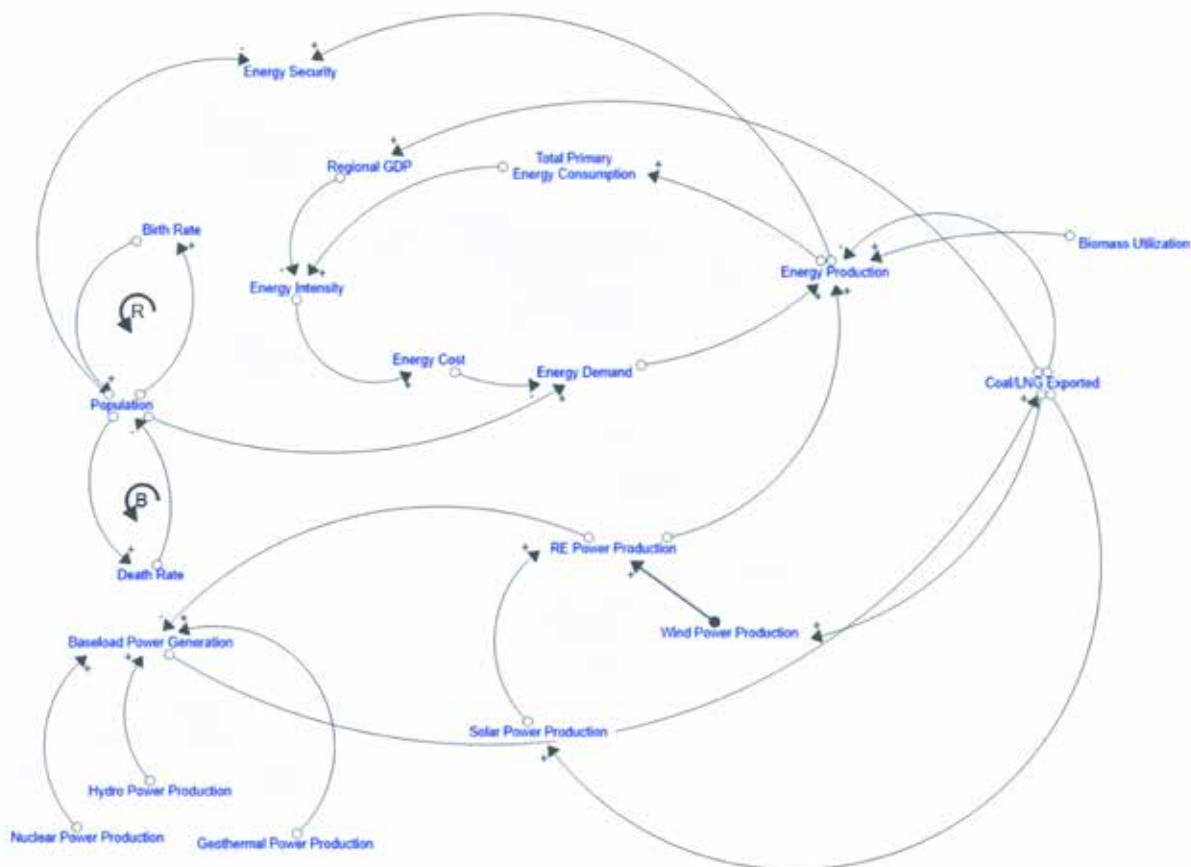 Energy Security
Regional GDP
Total Primary
Energy Consumption
Birth Rate
Biomass Utilization
Energy Production
Energy Intensity
R
Energy Cost
Energy Demand
Coal/LNG Exported
Population
B
RE Power Production
Death Rate
Wind Power Production
Baseload Power Generation
Solar Power Production
Hydro Power Production
Nuclear Power Production
Geothermal Power Production